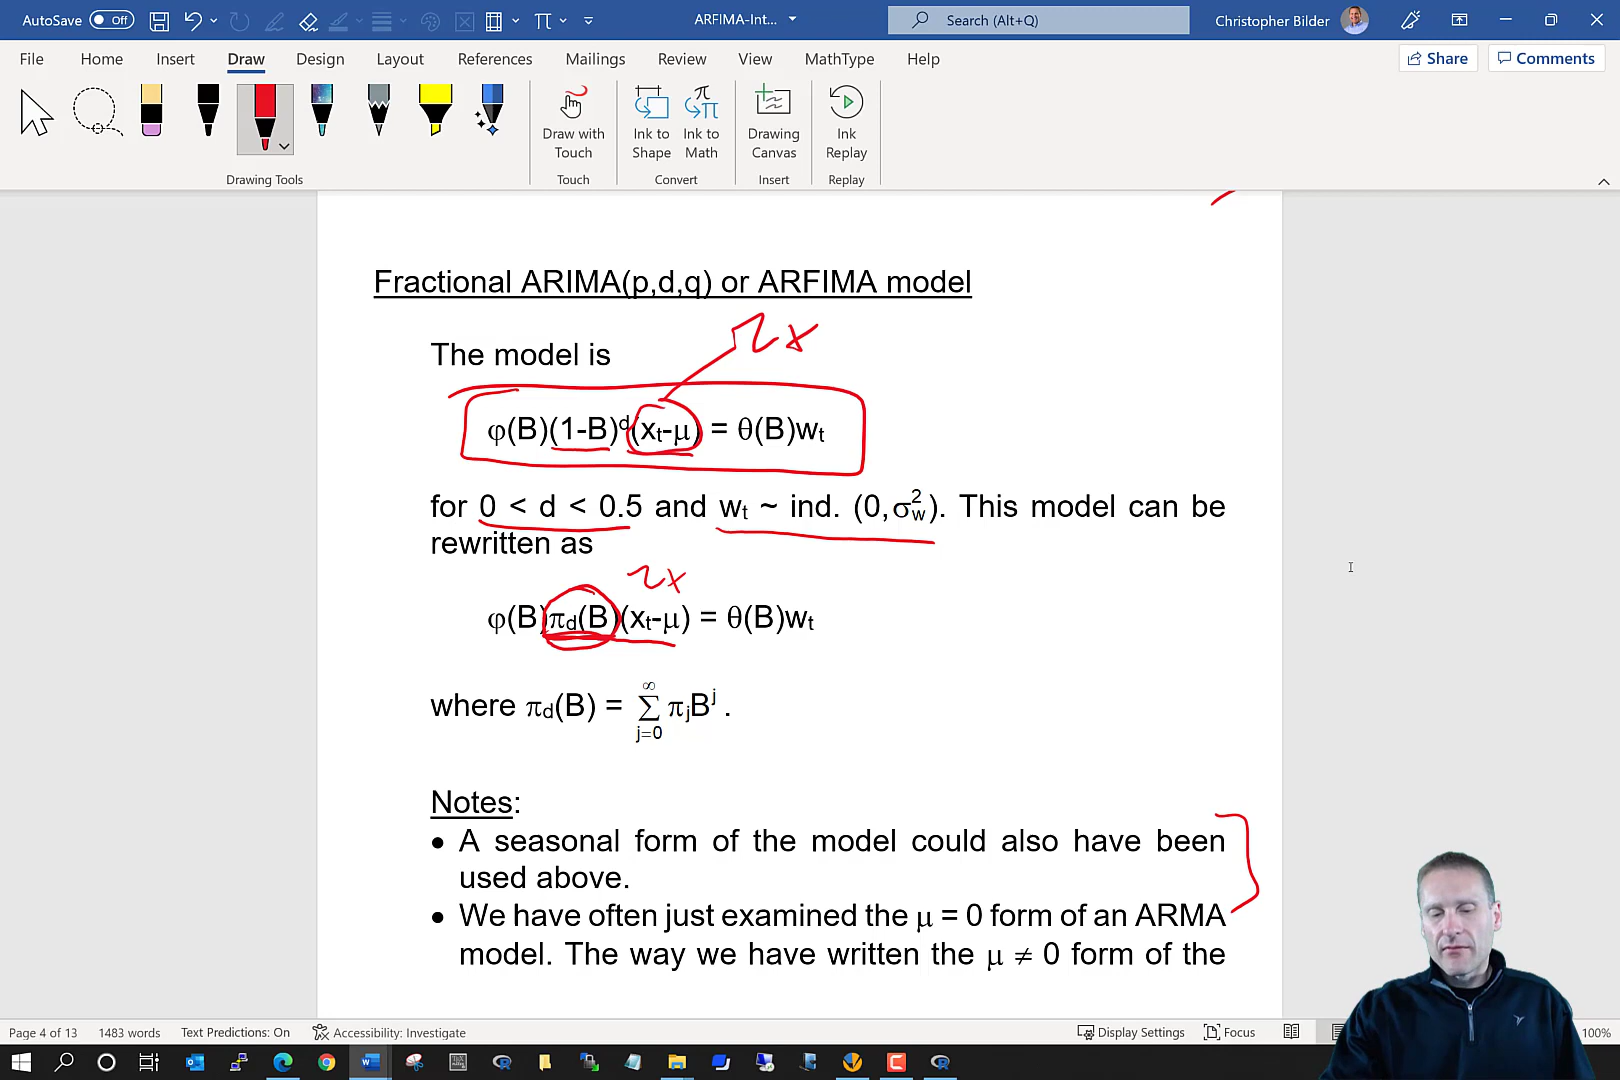 AutoSave Off ARFIMA-Int... Search (Alt+Q) Christopher Bilder
File Home Insert Draw Design Layout References Mailings Review View MathType Help Share Comments
Draw with Touch Ink to Shape Ink to Math Drawing Canvas Ink Replay
Drawing Tools Touch Convert Insert Replay
Fractional ARIMA(p,d,q) or ARFIMA model
The model is
φ(B)(1-B)ᵈ(xₜ-μ) = θ(B)wₜ
for 0 < d < 0.5 and wₜ ~ ind. (0,σ²w). This model can be
rewritten as
φ(B)πd(B)(xₜ-μ) = θ(B)wₜ
where πd(B) = ∑ j=0 ∞ πjBʲ .
Notes:
• A seasonal form of the model could also have been
used above.
• We have often just examined the μ = 0 form of an ARMA
model. The way we have written the μ ≠ 0 form of the
Page 4 of 13 1483 words Text Predictions: On Accessibility: Investigate Display Settings Focus 100%